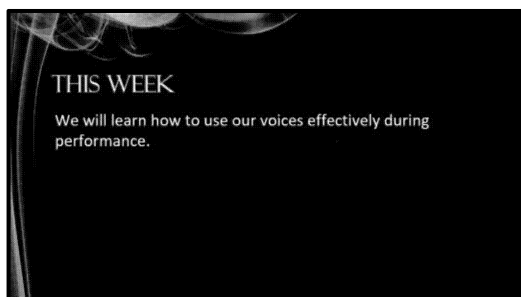 THIS WEEK
We will learn how to use our voices effectively during
performance.